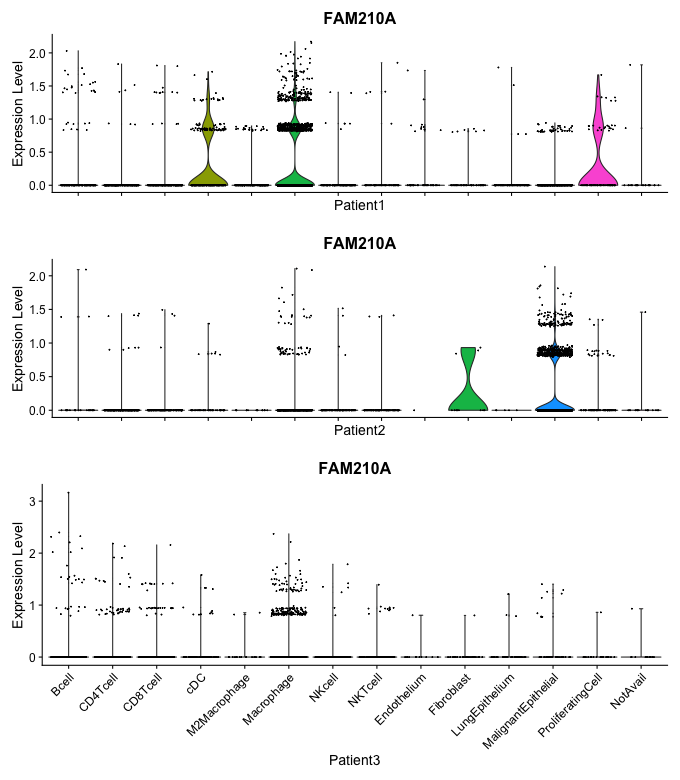 FAM210A
Expression Level
2.0
1.5
1.0
0.5
0.0
Patient1
FAM210A
Expression Level
2.0
1.5
1.0
0.5
0.0
Patient2
FAM210A
Expression Level
3
2
1
0
Bcell
CD4Tcell
CD8Tcell
cDC
M2Macrophage
Macrophage
NKcell
NKTcell
Endothelium
Fibroblast
LungEpithelium
MalignantEpithelial
ProliferatingCell
NotAvail
Patient3